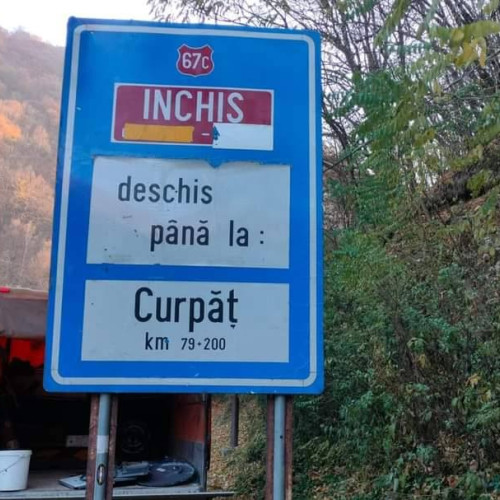 67C
INCHIS
-
deschis
până la :
Curpăț
km 79+200